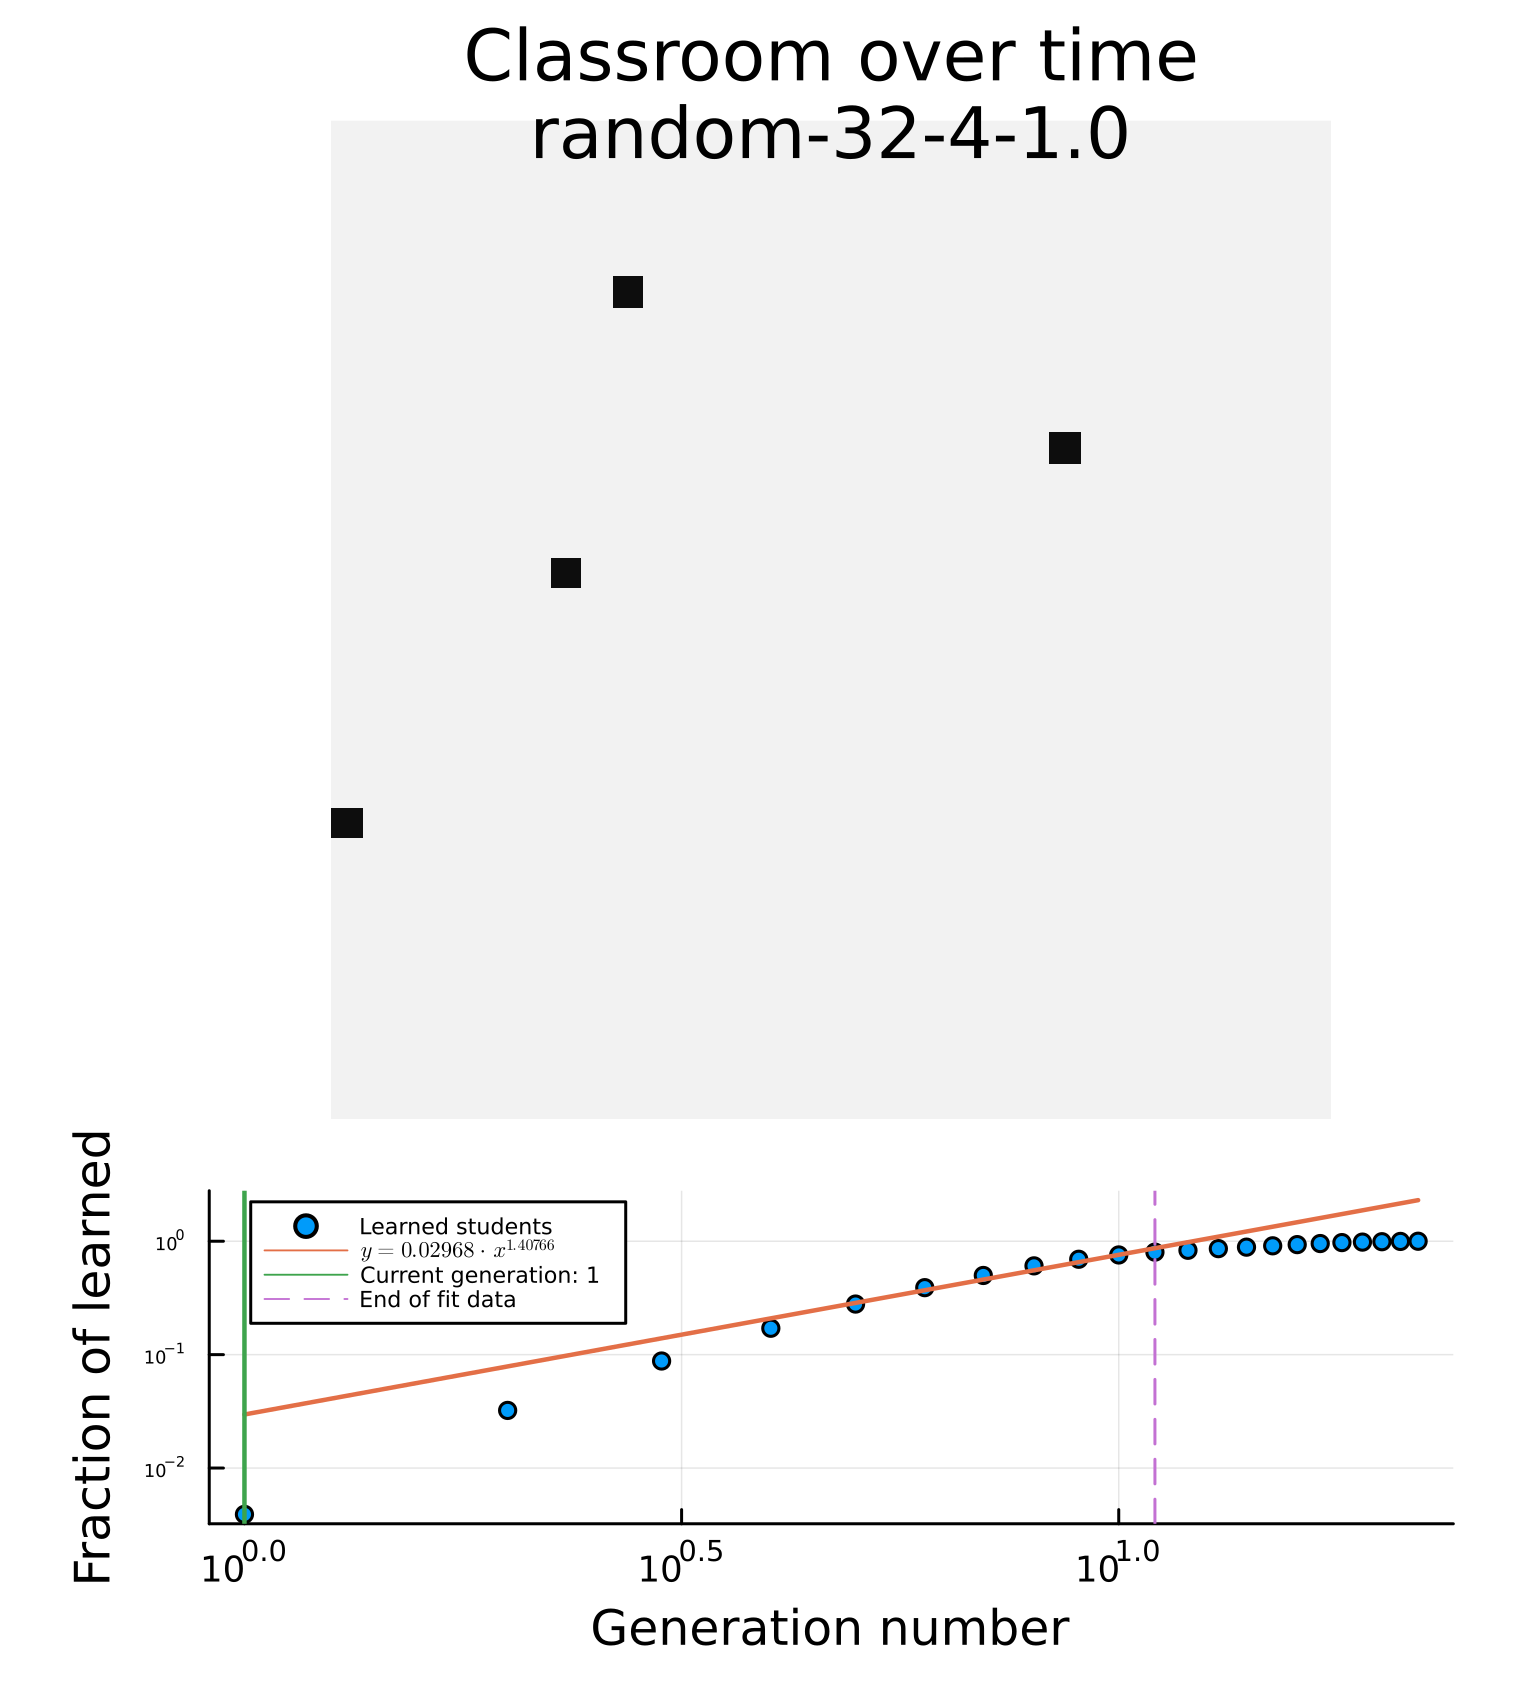 Classroom over time
random-32-4-1.0
Fraction of learned
10⁰
10⁻¹
10⁻²
Learned students
y = 0.02968 · x^1.40766
Current generation: 1
End of fit data
10^0.0
10^0.5
10^1.0
Generation number